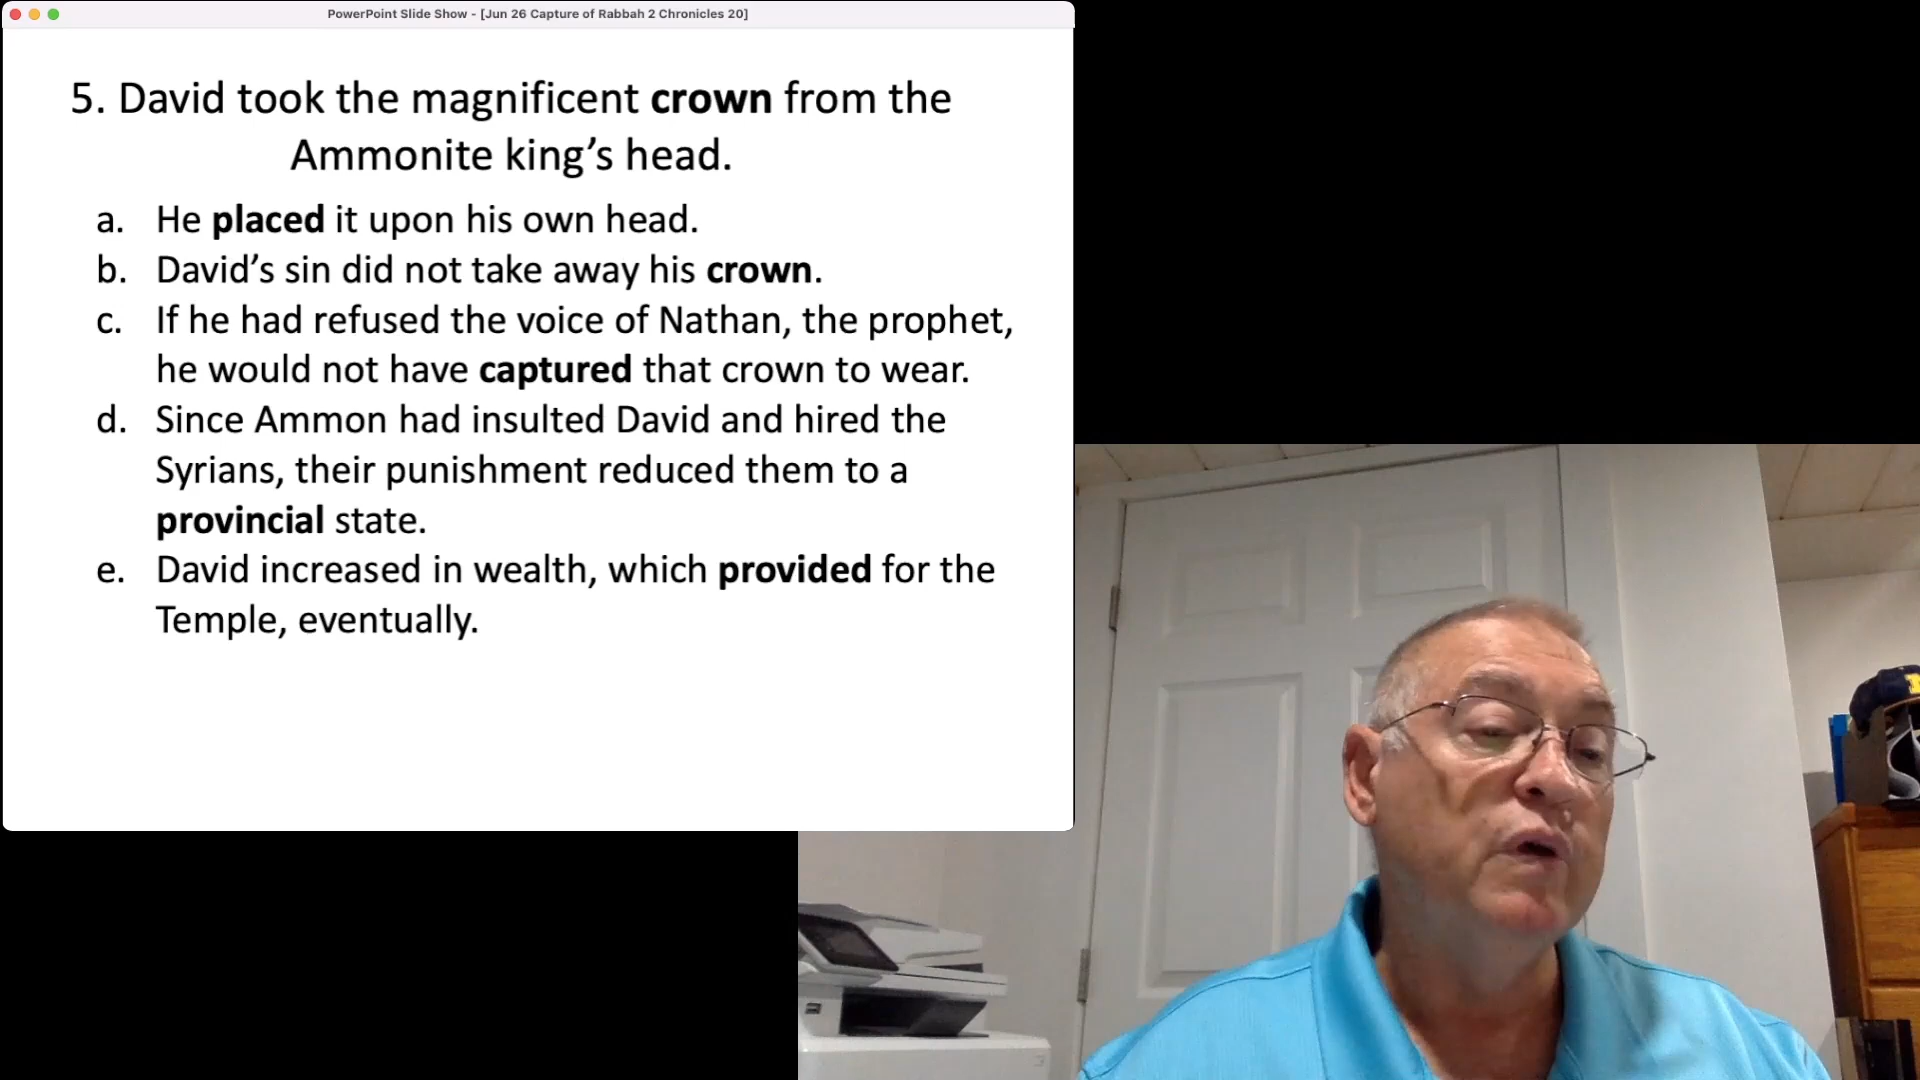 PowerPoint Slide Show - [Jun 26 Capture of Rabbah 2 Chronicles 20]
5. David took the magnificent crown from the
Ammonite king’s head.
a. He placed it upon his own head.
b. David’s sin did not take away his crown.
c. If he had refused the voice of Nathan, the prophet,
he would not have captured that crown to wear.
d. Since Ammon had insulted David and hired the
Syrians, their punishment reduced them to a
provincial state.
e. David increased in wealth, which provided for the
Temple, eventually.